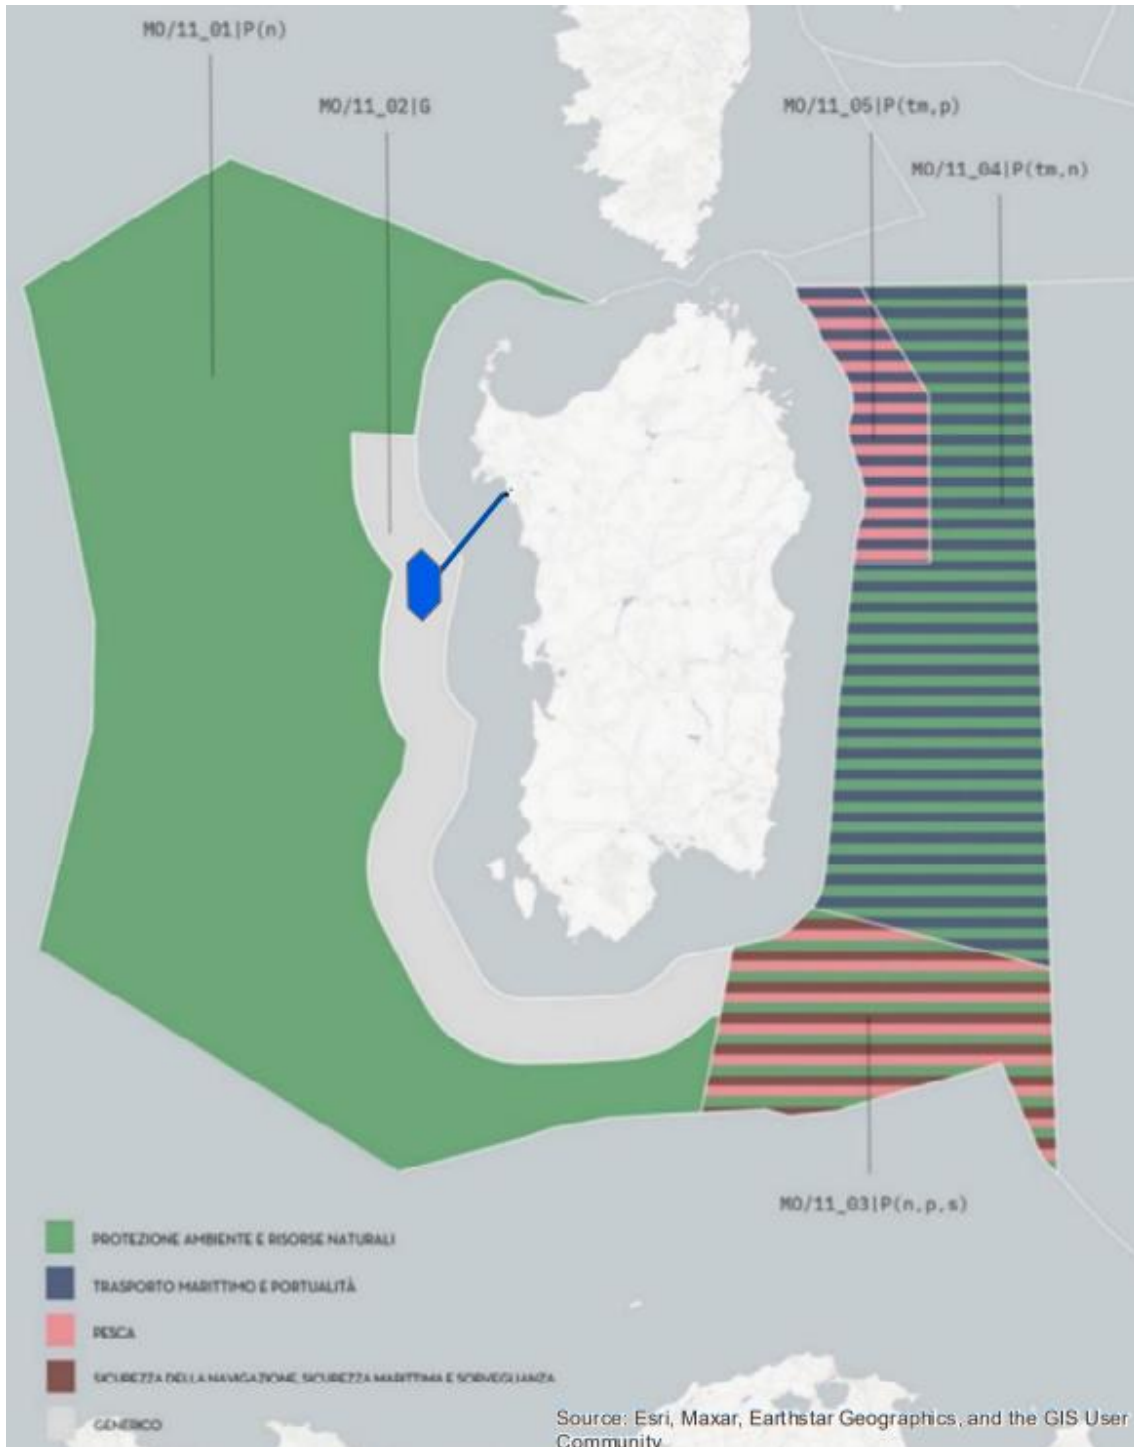 MO/11_01|P(n)
MO/11_02|G
MO/11_05|P(tm,p)
MO/11_04|P(tm,n)
MO/11_03|P(n,p,s)
PROTEZIONE AMBIENTE E RISORSE NATURALI
TRASPORTO MARITTIMO E PORTUALITÀ
PESCA
SICUREZZA DELLA NAVIGAZIONE, SICUREZZA MARITTIMA E SORVEGLIANZA
GENERICO
Source: Esri, Maxar, Earthstar Geographics, and the GIS User
Community